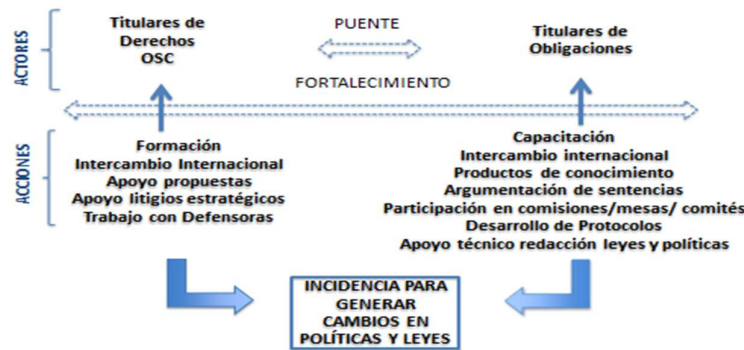 ACTORES
Titulares de
Derechos
OSC
PUENTE
Titulares de
Obligaciones
FORTALECIMIENTO
ACCIONES
Formación
Intercambio Internacional
Apoyo propuestas
Apoyo litigios estratégicos
Trabajo con Defensoras
Capacitación
Intercambio internacional
Productos de conocimiento
Argumentación de sentencias
Participación en comisiones/mesas/ comités
Desarrollo de Protocolos
Apoyo técnico redacción leyes y políticas
INCIDENCIA PARA
GENERAR
CAMBIOS EN
POLÍTICAS Y LEYES